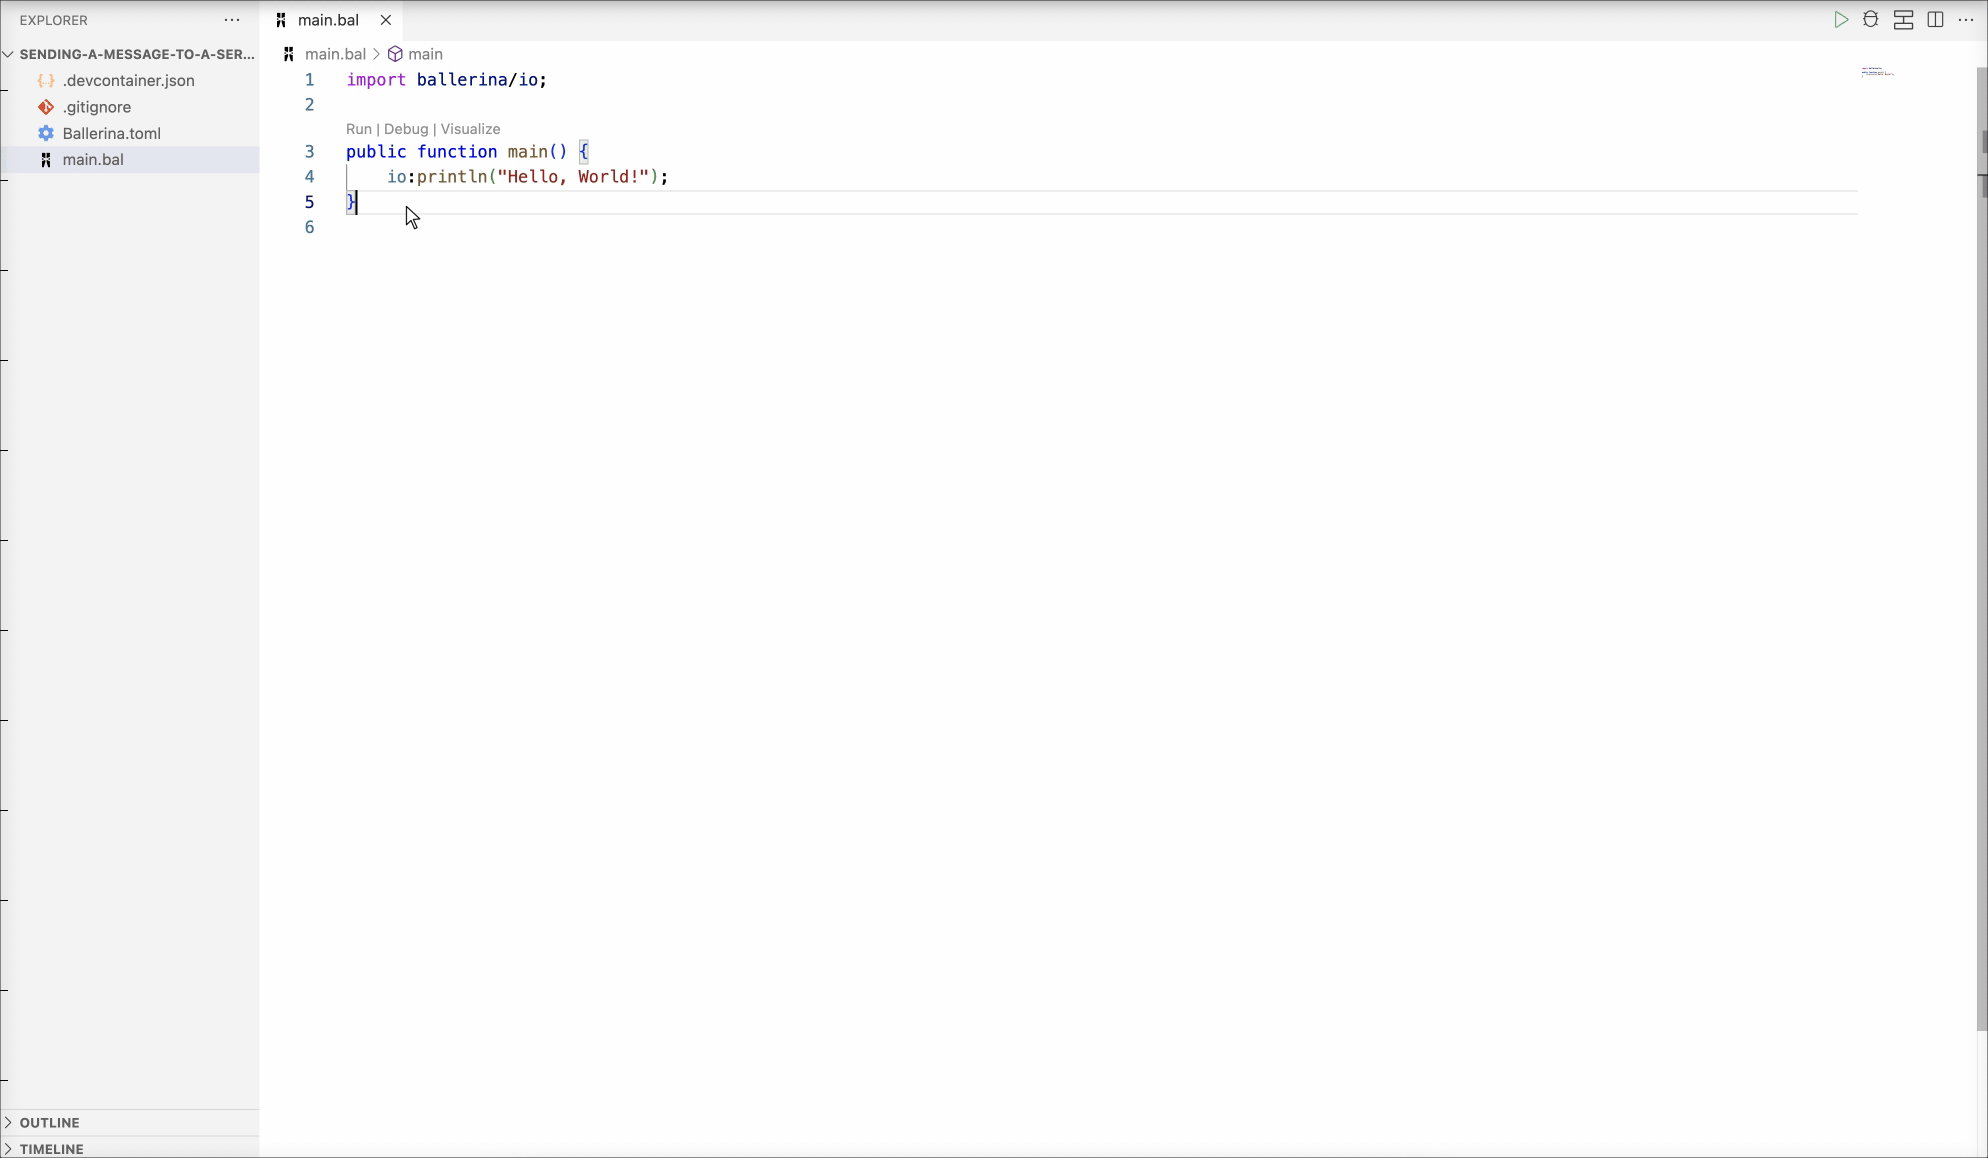 EXPLORER
SENDING-A-MESSAGE-TO-A-SER...
.devcontainer.json
.gitignore
Ballerina.toml
main.bal
OUTLINE
TIMELINE
main.bal
main.bal > main
1 import ballerina/io;
2
Run | Debug | Visualize
3 public function main() {
4     io:println("Hello, World!");
5 }
6